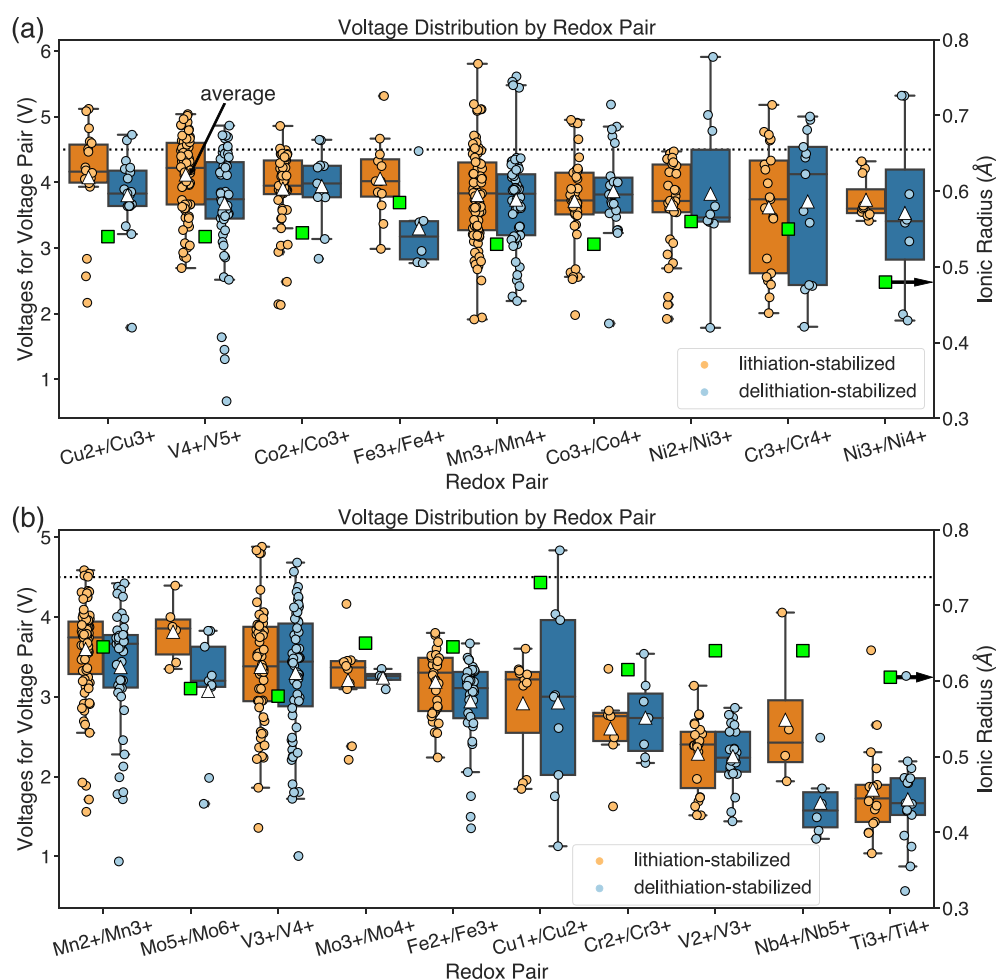 (a)
Voltage Distribution by Redox Pair
Voltages for Voltage Pair (V)
6
5
4
3
2
1
average
0.8
0.7
0.6
0.5
0.4
0.3
Ionic Radius (Å)
lithiation-stabilized
delithiation-stabilized
Cu2+/Cu3+
V4+/V5+
Co2+/Co3+
Fe3+/Fe4+
Mn3+/Mn4+
Co3+/Co4+
Ni2+/Ni3+
Cr3+/Cr4+
Ni3+/Ni4+
Redox Pair
(b)
Voltage Distribution by Redox Pair
Voltages for Voltage Pair (V)
5
4
3
2
1
0.8
0.7
0.6
0.5
0.4
0.3
Ionic Radius (Å)
lithiation-stabilized
delithiation-stabilized
Mn2+/Mn3+
Mo5+/Mo6+
V3+/V4+
Mo3+/Mo4+
Fe2+/Fe3+
Cu1+/Cu2+
Cr2+/Cr3+
V2+/V3+
Nb4+/Nb5+
Ti3+/Ti4+
Redox Pair